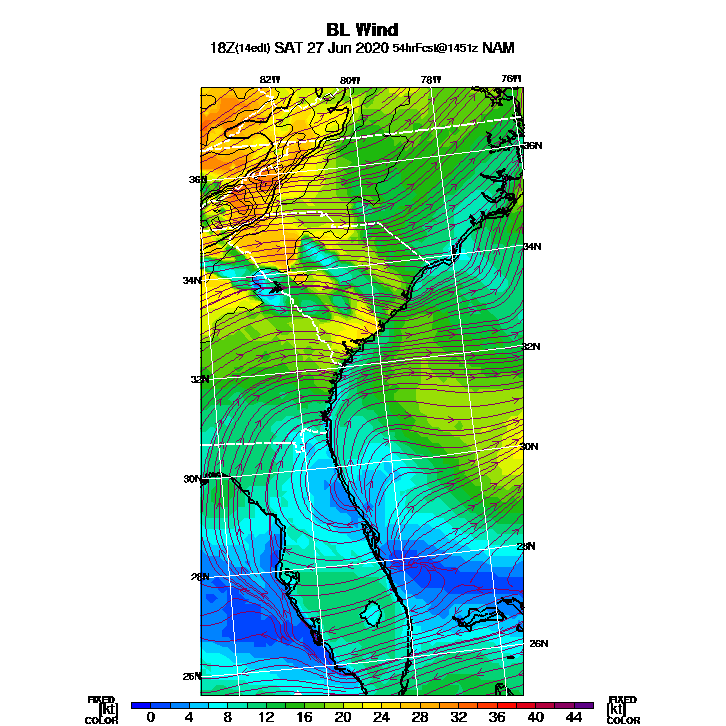 BL Wind
18Z(14edt) SAT 27 Jun 2020 54hrFcst@1451z NAM
82W 80W 78W 76W
36N
36N
34N
34N
32N
32N
30N
30N
28N
28N
26N
26N
FIXED FIXED
[kt] 0 4 8 12 16 20 24 28 32 36 40 44 [kt]
COLOR COLOR